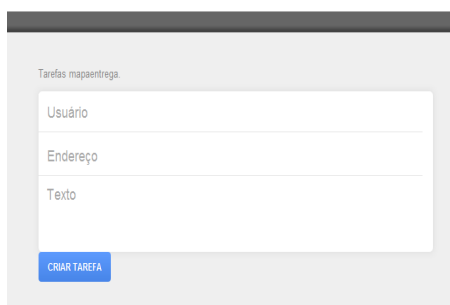 Tarefas mapaentrega.
Usuário
Endereço
Texto
CRIAR TAREFA